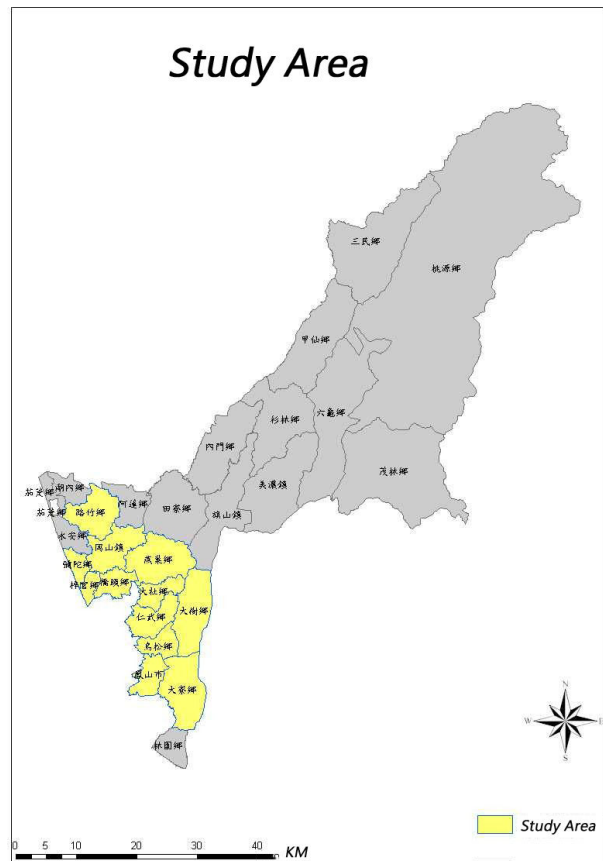 Study Area
三民鄉
桃源鄉
甲仙鄉
六龜鄉
杉林鄉
內門鄉
茂林鄉
美濃鎮
茄萣鄉
湖內鄉
阿蓮鄉
田寮鄉
旗山鎮
茄萣鄉
路竹鄉
永安鄉
岡山鎮
燕巢鄉
彌陀鄉
梓官鄉
橋頭鄉
大社鄉
大樹鄉
仁武鄉
鳥松鄉
鳳山市
大寮鄉
林園鄉
N
W
E
S
Study Area
0 5 10 20 30 40
KM